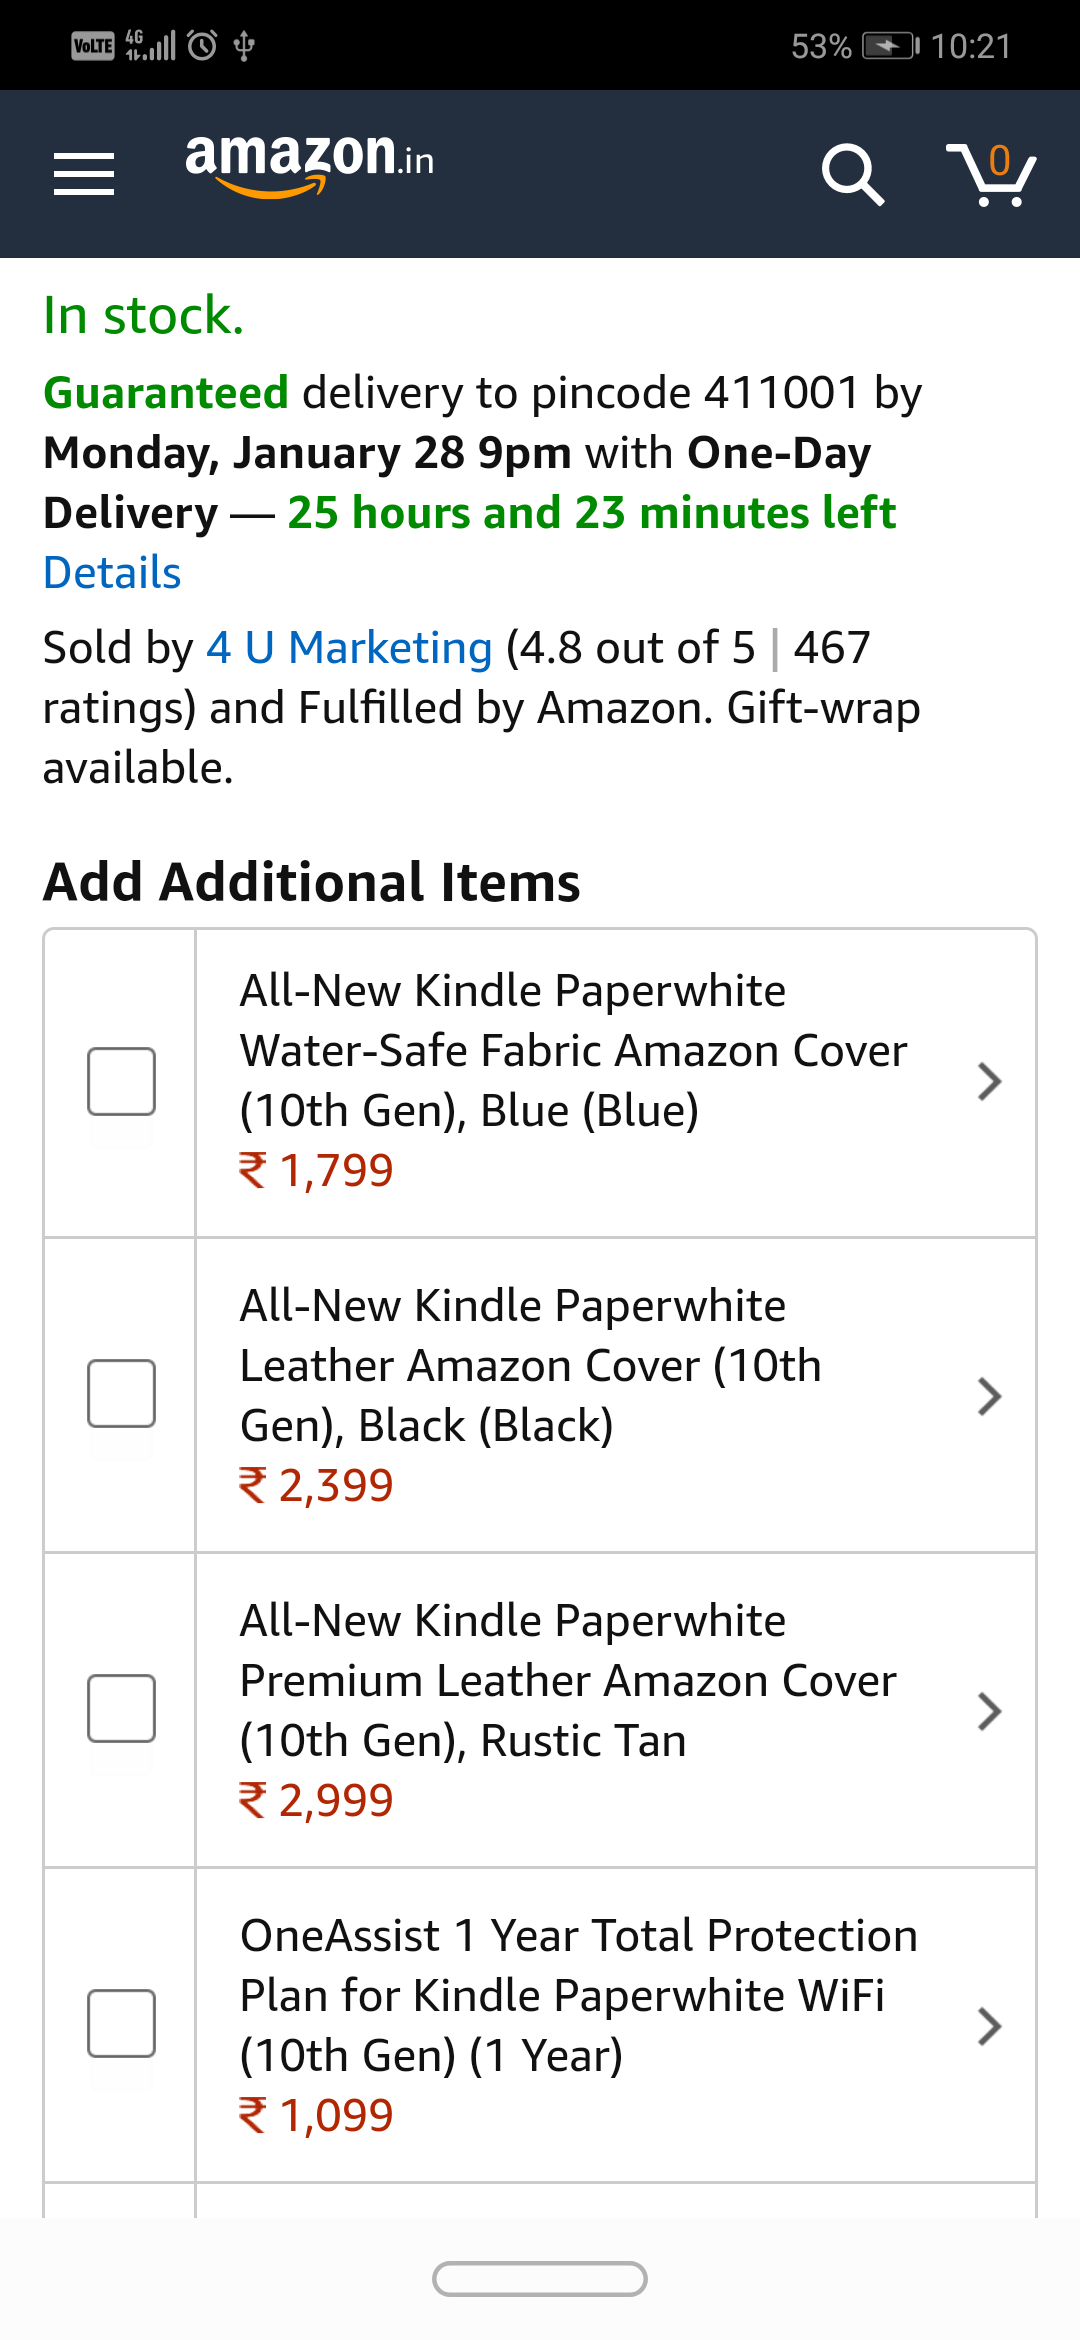 VoLTE 4G 53% 10:21
amazon.in 0
In stock.
Guaranteed delivery to pincode 411001 by
Monday, January 28 9pm with One-Day
Delivery — 25 hours and 23 minutes left
Details
Sold by 4 U Marketing (4.8 out of 5 | 467
ratings) and Fulfilled by Amazon. Gift-wrap
available.
Add Additional Items
All-New Kindle Paperwhite
Water-Safe Fabric Amazon Cover
(10th Gen), Blue (Blue)
₹ 1,799
All-New Kindle Paperwhite
Leather Amazon Cover (10th
Gen), Black (Black)
₹ 2,399
All-New Kindle Paperwhite
Premium Leather Amazon Cover
(10th Gen), Rustic Tan
₹ 2,999
OneAssist 1 Year Total Protection
Plan for Kindle Paperwhite WiFi
(10th Gen) (1 Year)
₹ 1,099